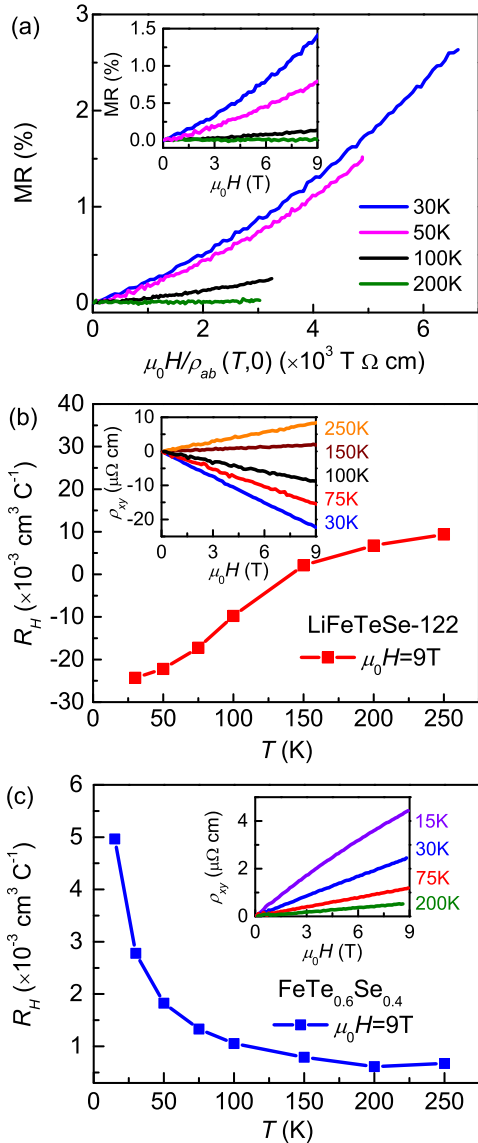 (a)
MR (%)
3
2
1
0
0 2 4 6
μ₀H/ρab (T,0) (×10³ T Ω cm)
MR (%)
1.5
1.0
0.5
0.0
0 3 6 9
μ₀H (T)
30K
50K
100K
200K
(b)
R_H (×10⁻³ cm³ C⁻¹)
40
30
20
10
0
-10
-20
-30
0 50 100 150 200 250
T (K)
ρxy (μΩ cm)
10
0
-10
-20
0 3 6 9
μ₀H (T)
250K
150K
100K
75K
30K
LiFeTeSe-122
μ₀H=9T
(c)
R_H (×10⁻³ cm³ C⁻¹)
6
5
4
3
2
1
0 50 100 150 200 250
T (K)
ρxy (μΩ cm)
4
2
0
0 3 6 9
μ₀H (T)
15K
30K
75K
200K
FeTe₀.₆Se₀.₄
μ₀H=9T